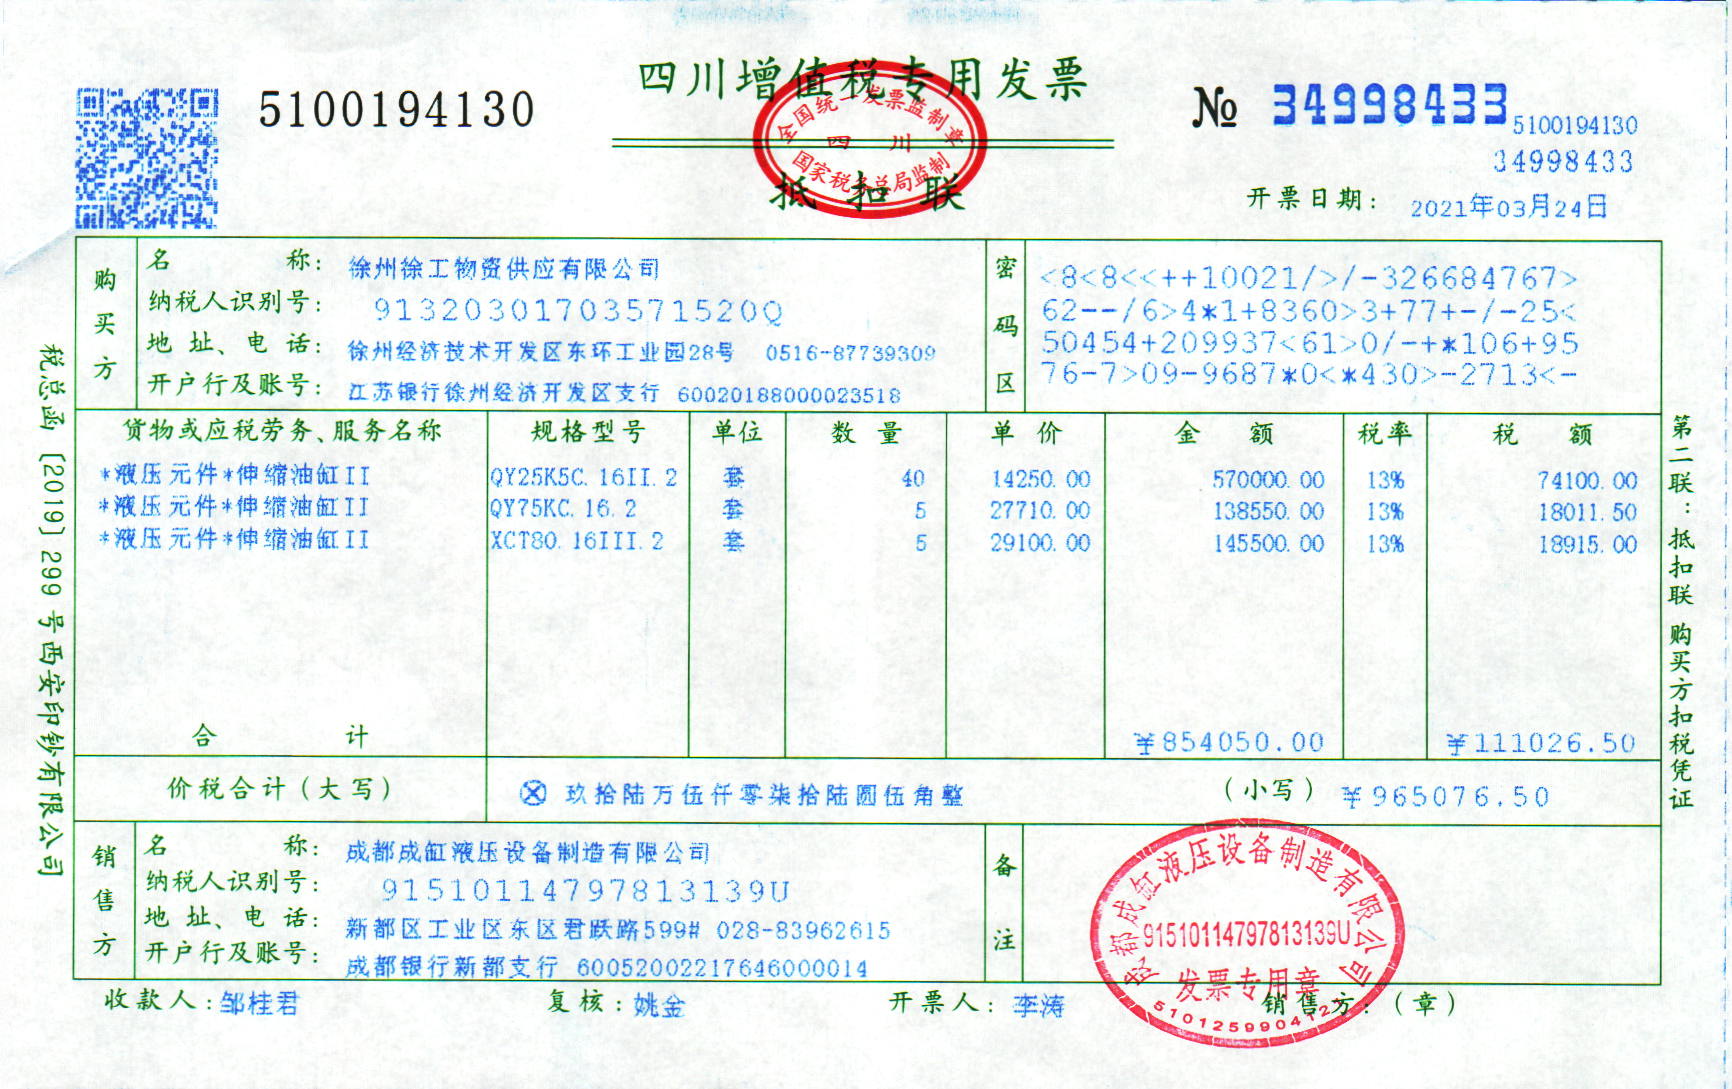 四川增值税专用发票
5100194130
№ 34998433
5100194130
34998433
全国统一发票监制章
四 川
国家税务总局监制
抵 扣 联
开票日期: 2021年03月24日
购买方
名 称: 徐州徐工物资供应有限公司
纳税人识别号: 91320301703571520Q
地 址、电 话: 徐州经济技术开发区东环工业园28号 0516-87739309
开户行及账号: 江苏银行徐州经济开发区支行 60020188000023518
密码区
<8<8<<++10021/>/-326684767>
62--/6>4*1+8360>3+77+-/-25<
50454+209937<61>0/-+*106+95
76-7>09-9687*0<*430>-2713<-
货物或应税劳务、服务名称 规格型号 单位 数 量 单 价 金 额 税率 税 额
*液压元件*伸缩油缸II QY25K5C.16II.2 套 40 14250.00 570000.00 13% 74100.00
*液压元件*伸缩油缸II QY75KC.16.2 套 5 27710.00 138550.00 13% 18011.50
*液压元件*伸缩油缸II XCT80.16III.2 套 5 29100.00 145500.00 13% 18915.00
合 计 ¥854050.00 ¥111026.50
价税合计(大写) ⊗ 玖拾陆万伍仟零柒拾陆圆伍角整 (小写) ¥965076.50
销售方
名 称: 成都成缸液压设备制造有限公司
纳税人识别号: 91510114797813139U
地 址、电 话: 新都区工业区东区君跃路599# 028-83962615
开户行及账号: 成都银行新都支行 60052002217646000014
备注
成都成缸液压设备制造有限公司
91510114797813139U
发票专用章
收款人:邹桂君 复核:姚金 开票人:李涛 销售方:(章)
税总函〔2019〕299号西安印钞有限公司
第二联:抵扣联 购买方扣税凭证